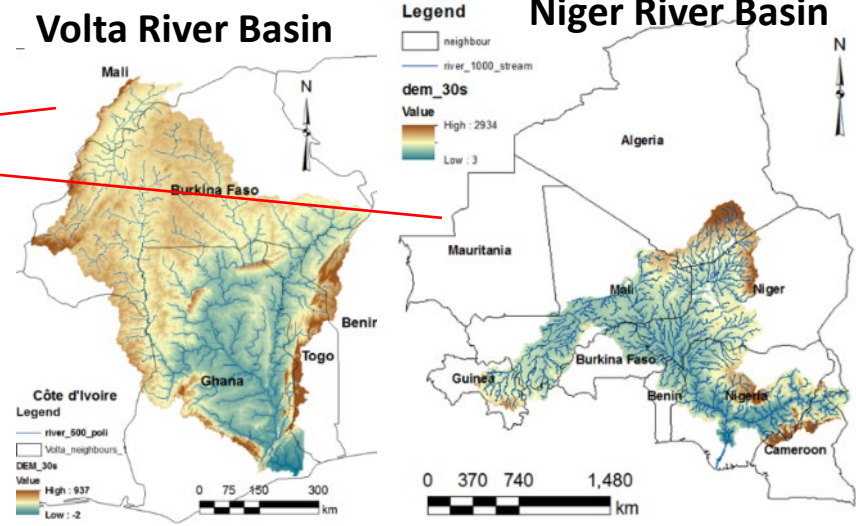 Volta River Basin
Mali
N
Burkina Faso
Benin
Togo
Ghana
Côte d'Ivoire
Legend
river_500_poli
Volta_neighbours_
DEM_30s
Value
High : 937
Low : -2
0 75 150 300
km
Niger River Basin
Legend
neighbour
river_1000_stream
dem_30s
Value
High : 2934
Low : 3
N
Algeria
Mauritania
Mali
Niger
Burkina Faso
Guinea
Benin
Nigeria
Cameroon
0 370 740 1,480
km